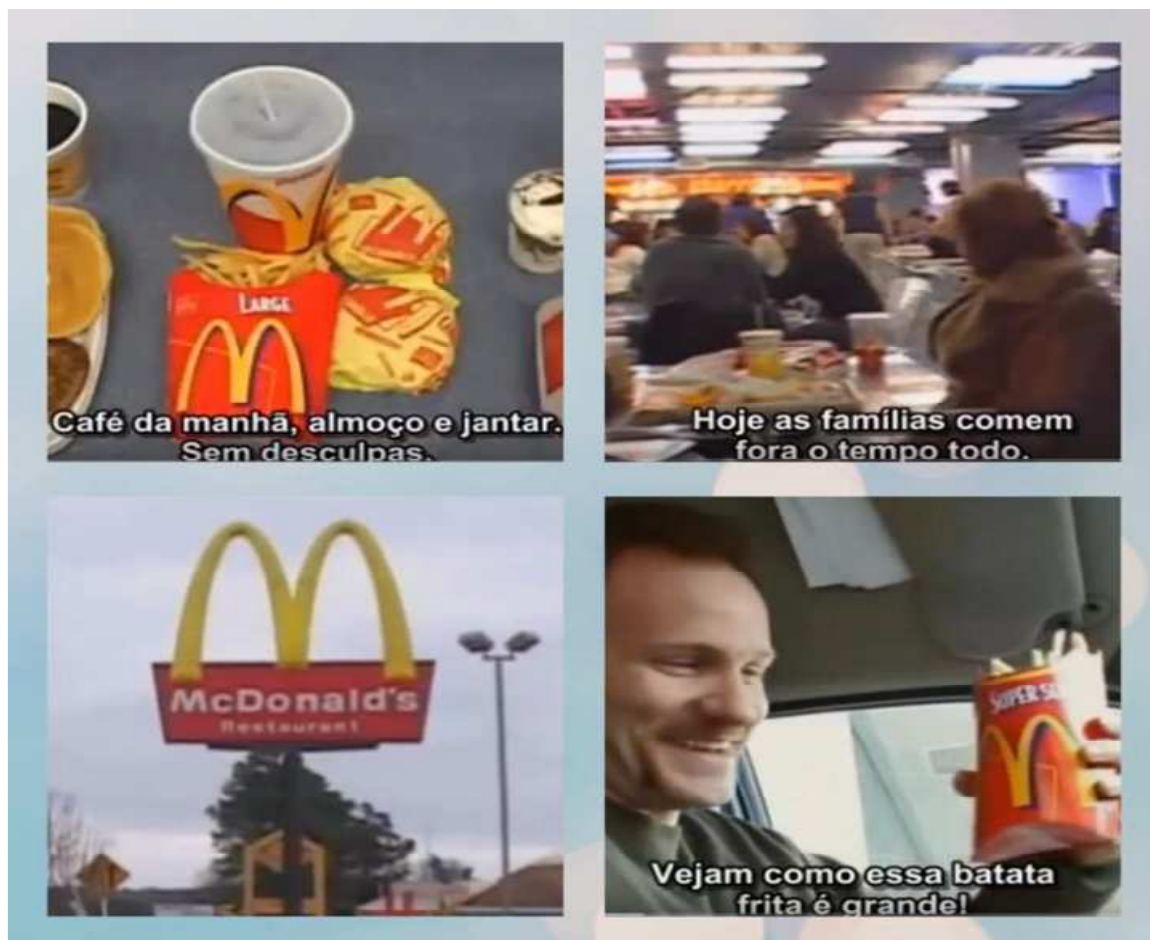 LARGE
Café da manhã, almoço e jantar.
Sem desculpas.
Hoje as famílias comem
fora o tempo todo.
McDonald's
Restaurant
SUPER S
Vejam como essa batata
frita é grande!